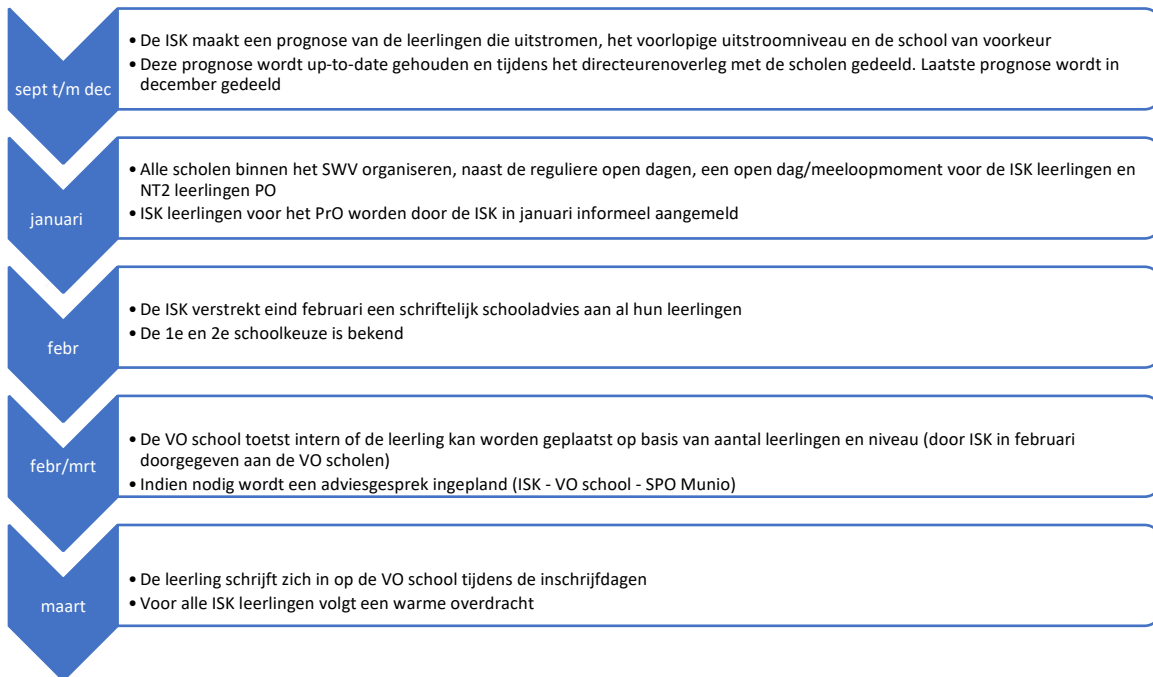 sept t/m dec
• De ISK maakt een prognose van de leerlingen die uitstromen, het voorlopige uitstroomniveau en de school van voorkeur
• Deze prognose wordt up-to-date gehouden en tijdens het directeurenoverleg met de scholen gedeeld. Laatste prognose wordt in
december gedeeld
januari
• Alle scholen binnen het SWV organiseren, naast de reguliere open dagen, een open dag/meeloopmoment voor de ISK leerlingen en
NT2 leerlingen PO
• ISK leerlingen voor het PrO worden door de ISK in januari informeel aangemeld
febr
• De ISK verstrekt eind februari een schriftelijk schooladvies aan al hun leerlingen
• De 1e en 2e schoolkeuze is bekend
febr/mrt
• De VO school toetst intern of de leerling kan worden geplaatst op basis van aantal leerlingen en niveau (door ISK in februari
doorgegeven aan de VO scholen)
• Indien nodig wordt een adviesgesprek ingepland (ISK - VO school - SPO Munio)
maart
• De leerling schrijft zich in op de VO school tijdens de inschrijfdagen
• Voor alle ISK leerlingen volgt een warme overdracht